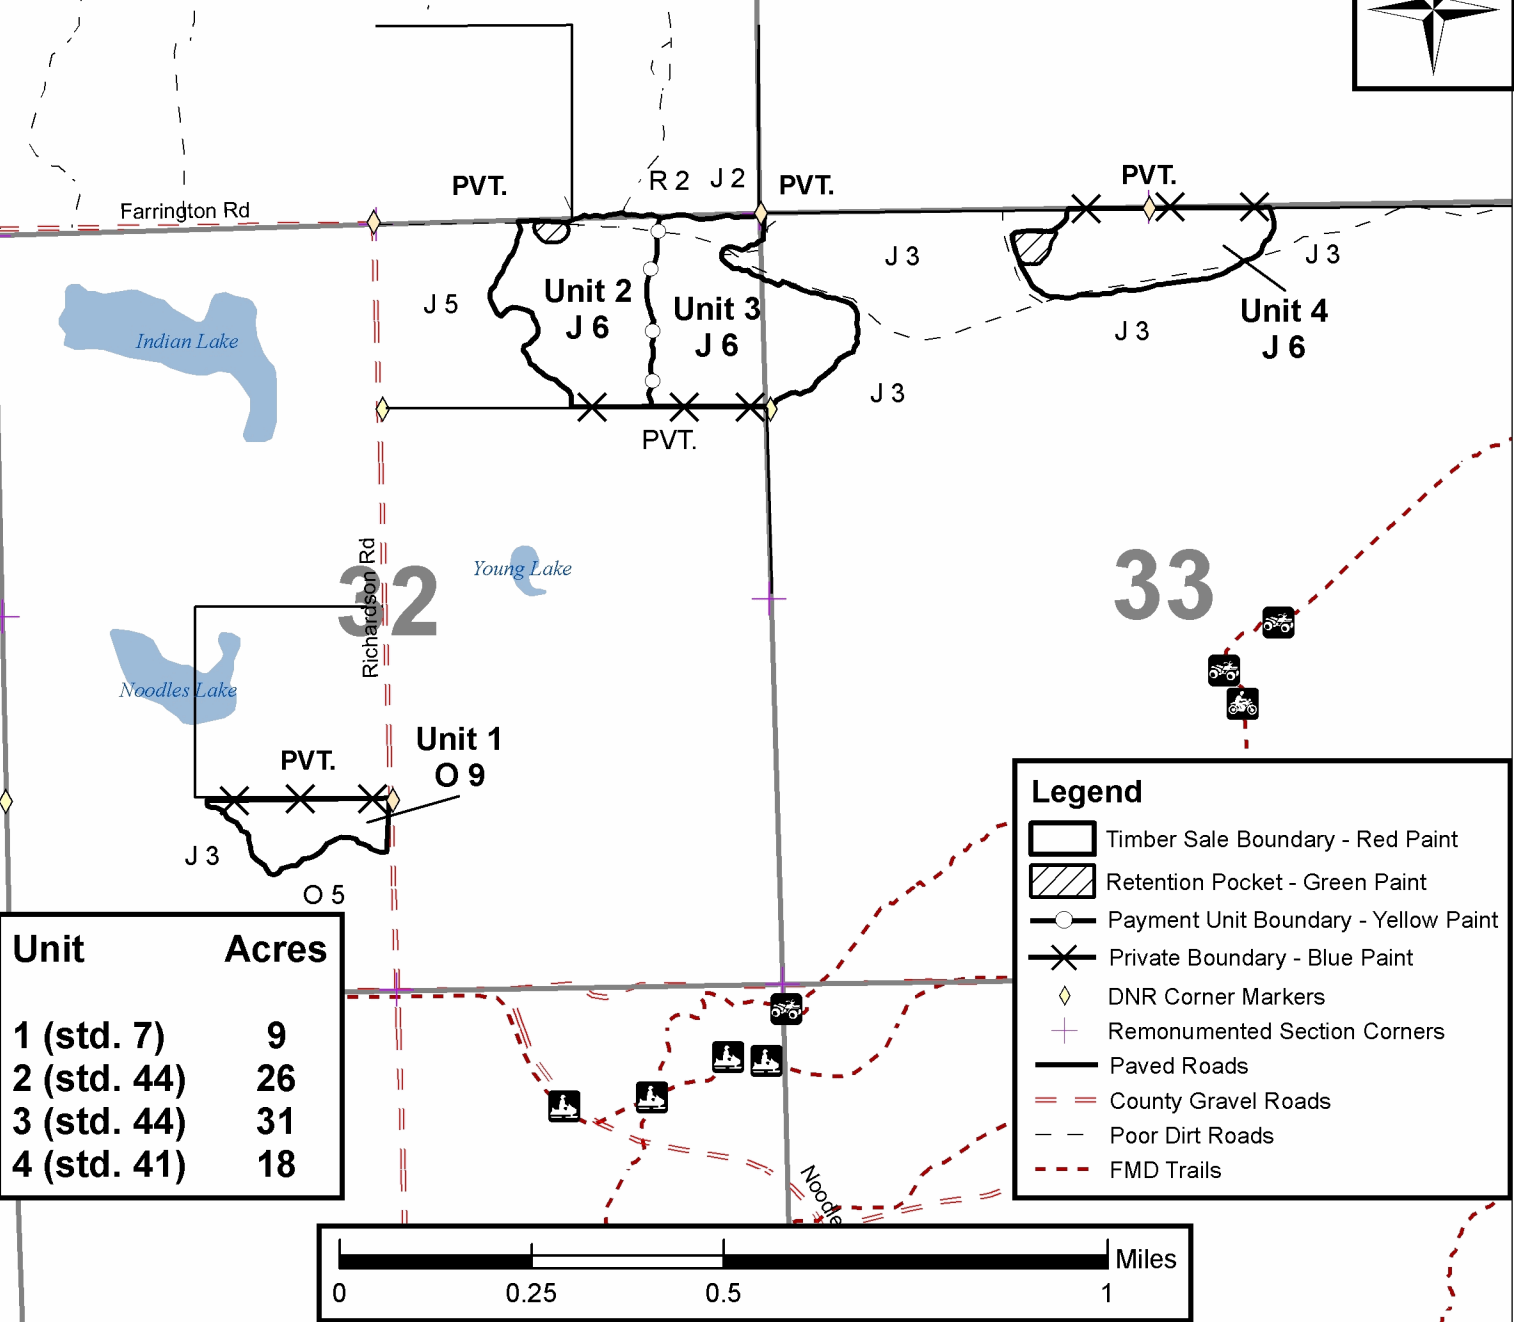 PVT.
R 2
J 2
PVT.
PVT.
Farrington Rd
J 3
J 3
J 5
Unit 2
J 6
Unit 3
J 6
Unit 4
J 6
J 3
Indian Lake
J 3
PVT.
Richardson Rd
32
33
Young Lake
Noodles Lake
Unit 1
O 9
PVT.
J 3
O 5
Unit Acres
1 (std. 7) 9
2 (std. 44) 26
3 (std. 44) 31
4 (std. 41) 18
Legend
Timber Sale Boundary - Red Paint
Retention Pocket - Green Paint
Payment Unit Boundary - Yellow Paint
Private Boundary - Blue Paint
DNR Corner Markers
Remonumented Section Corners
Paved Roads
County Gravel Roads
Poor Dirt Roads
FMD Trails
Noodle
Miles
0 0.25 0.5 1